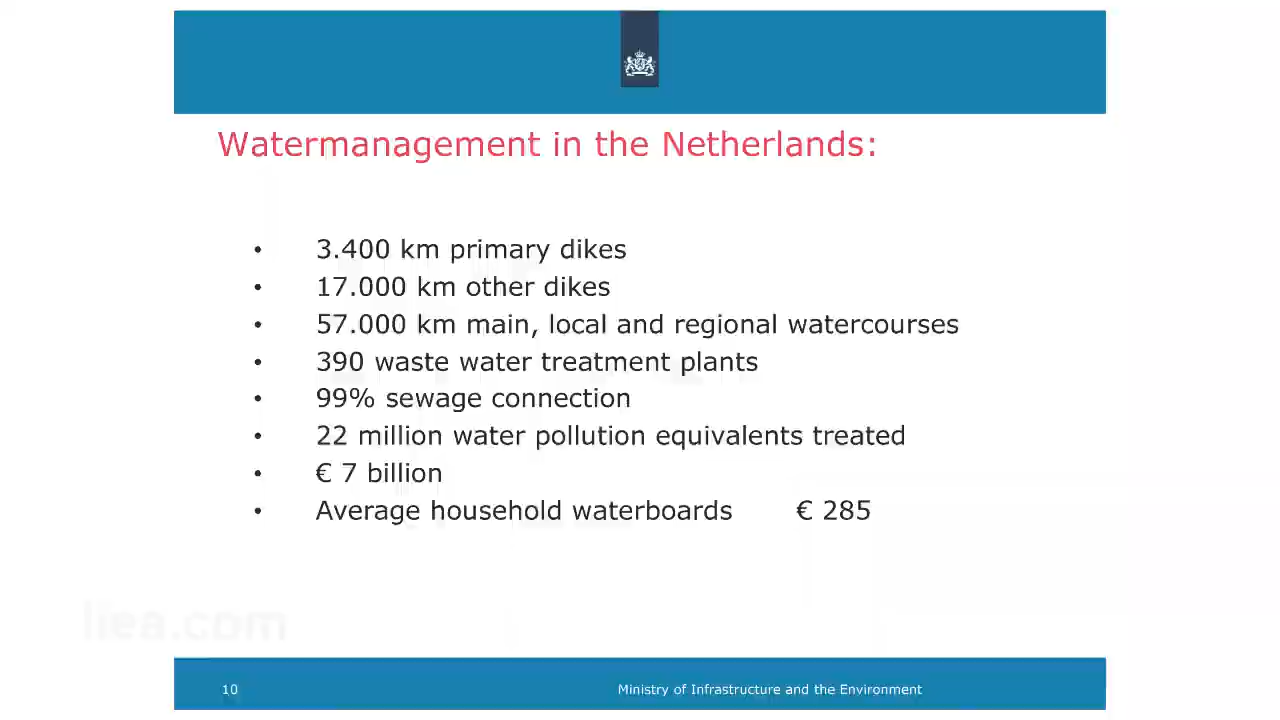 Watermanagement in the Netherlands:
• 3.400 km primary dikes
• 17.000 km other dikes
• 57.000 km main, local and regional watercourses
• 390 waste water treatment plants
• 99% sewage connection
• 22 million water pollution equivalents treated
• € 7 billion
• Average household waterboards € 285
liea.com
10 Ministry of Infrastructure and the Environment